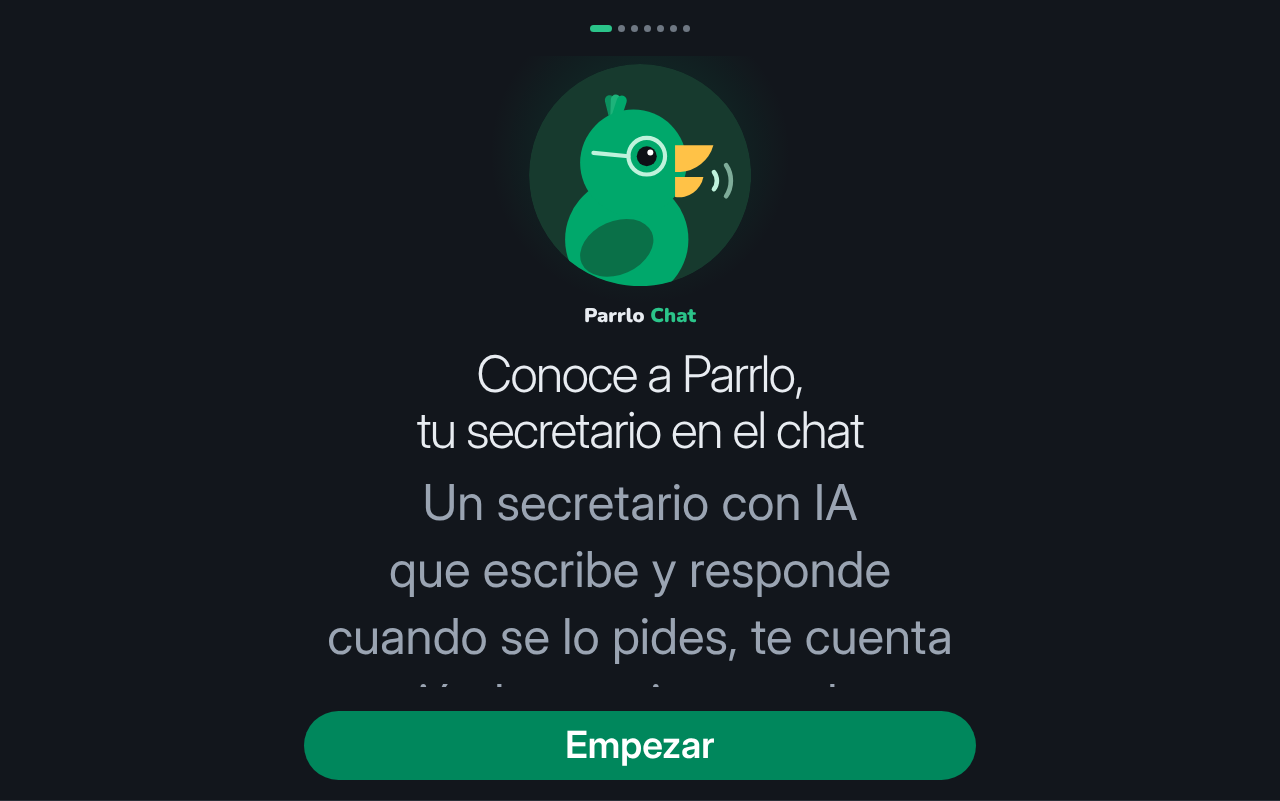 Parrlo Chat
Conoce a Parrlo,
tu secretario en el chat
Un secretario con IA
que escribe y responde
cuando se lo pides, te cuenta
Empezar